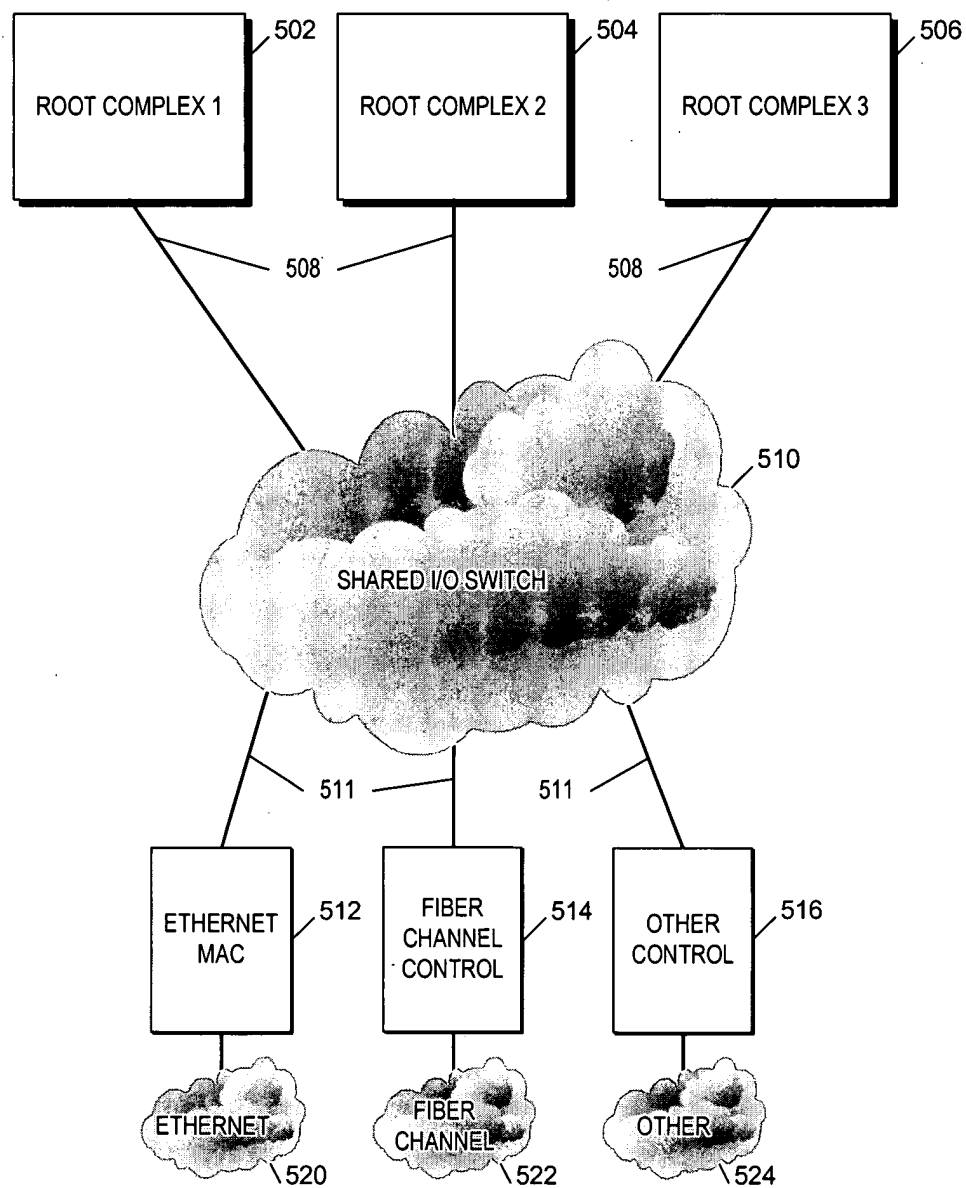 502
504
506
ROOT COMPLEX 1
ROOT COMPLEX 2
ROOT COMPLEX 3
508
508
510
SHARED I/O SWITCH
511
511
ETHERNET
MAC
512
FIBER
CHANNEL
CONTROL
514
OTHER
CONTROL
516
ETHERNET
520
FIBER
CHANNEL
522
OTHER
524